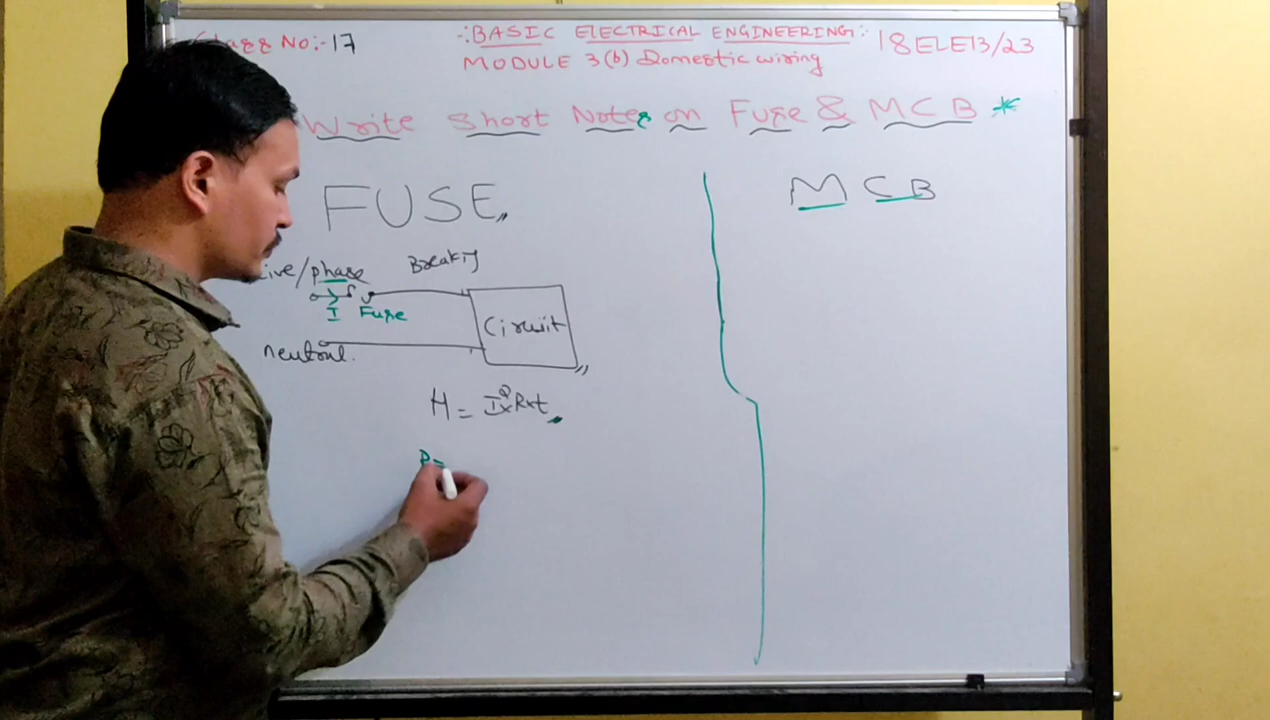 Class No:- 17
-:BASIC ELECTRICAL ENGINEERING:-
18ELE13/23
MODULE 3(b) Domestic wiring
Write Short Notes on Fuse & MCB *
FUSE
Live/phase
Breaking
I Fuse
Circuit
neutral.
H = I²xRxt
R=
MCB